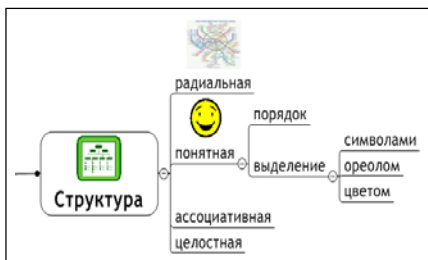 радиальная
порядок
символами
понятная
выделение
ореолом
Структура
цветом
ассоциативная
целостная